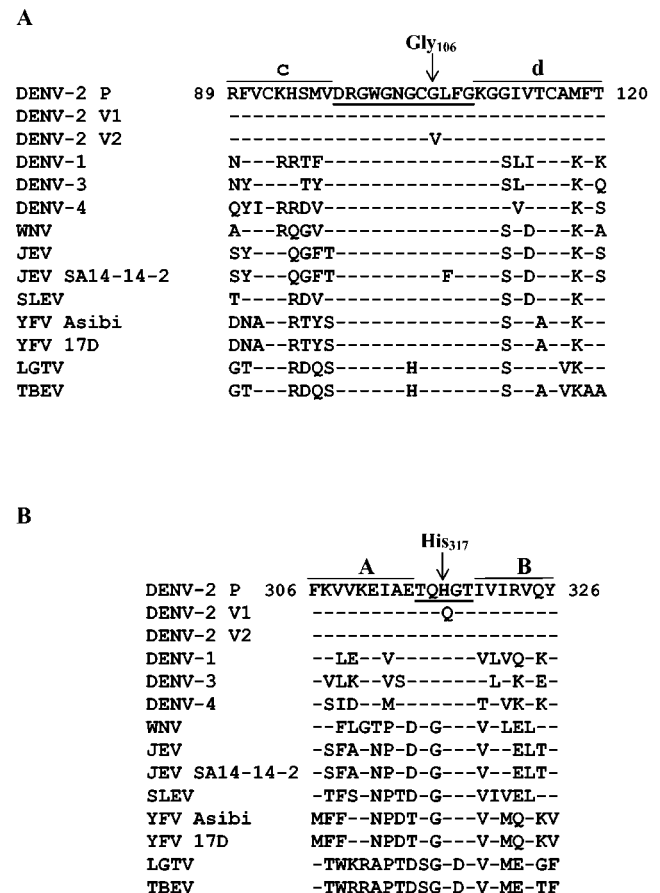 A
Gly106
c d
DENV-2 P 89 RFVCKHSMVDRGWGNGCGLFGKGGIVTCAMFT 120
DENV-2 V1 --------------------------------
DENV-2 V2 -----------------V--------------
DENV-1 N---RRTF---------------SLI---K-K
DENV-3 NY----TY---------------SL----K-Q
DENV-4 QYI-RRDV----------------V----K-S
WNV A---RQGV---------------S-D---K-A
JEV SY---QGFT--------------S-D---K-S
JEV SA14-14-2 SY---QGFT---------F----S-D---K-S
SLEV T----RDV---------------S-D---K--
YFV Asibi DNA--RTYS-----------------A--K--
YFV 17D DNA--RTYS-----------------A--K--
LGTV GT---RDQS------H-------S----VK--
TBEV GT---RDQS------H-------S--A-VKAA
B
His317
A B
DENV-2 P 306 FKVVKEIAETQHGTIVIRVQY 326
DENV-2 V1 -----------Q---------
DENV-2 V2 ---------------------
DENV-1 --LE--V-------VLVQ-K-
DENV-3 -VLK--VS-------L-K-E-
DENV-4 -SID--M-------T-VK-K-
WNV --FLGTP-D-G---V-LEL--
JEV -SFA-NP-D-G---V--ELT-
JEV SA14-14-2 -SFA-NP-D-G---V--ELT-
SLEV -TFS-NPTD-G---VIVEL--
YFV Asibi MFF--NPDT-G---V-MQ-KV
YFV 17D MFF--NPDT-G---V-MQ-KV
LGTV -TWKRAPTDSG-D-V-ME-GF
TBEV -TWRRAPTDSG-D-V-ME-TF